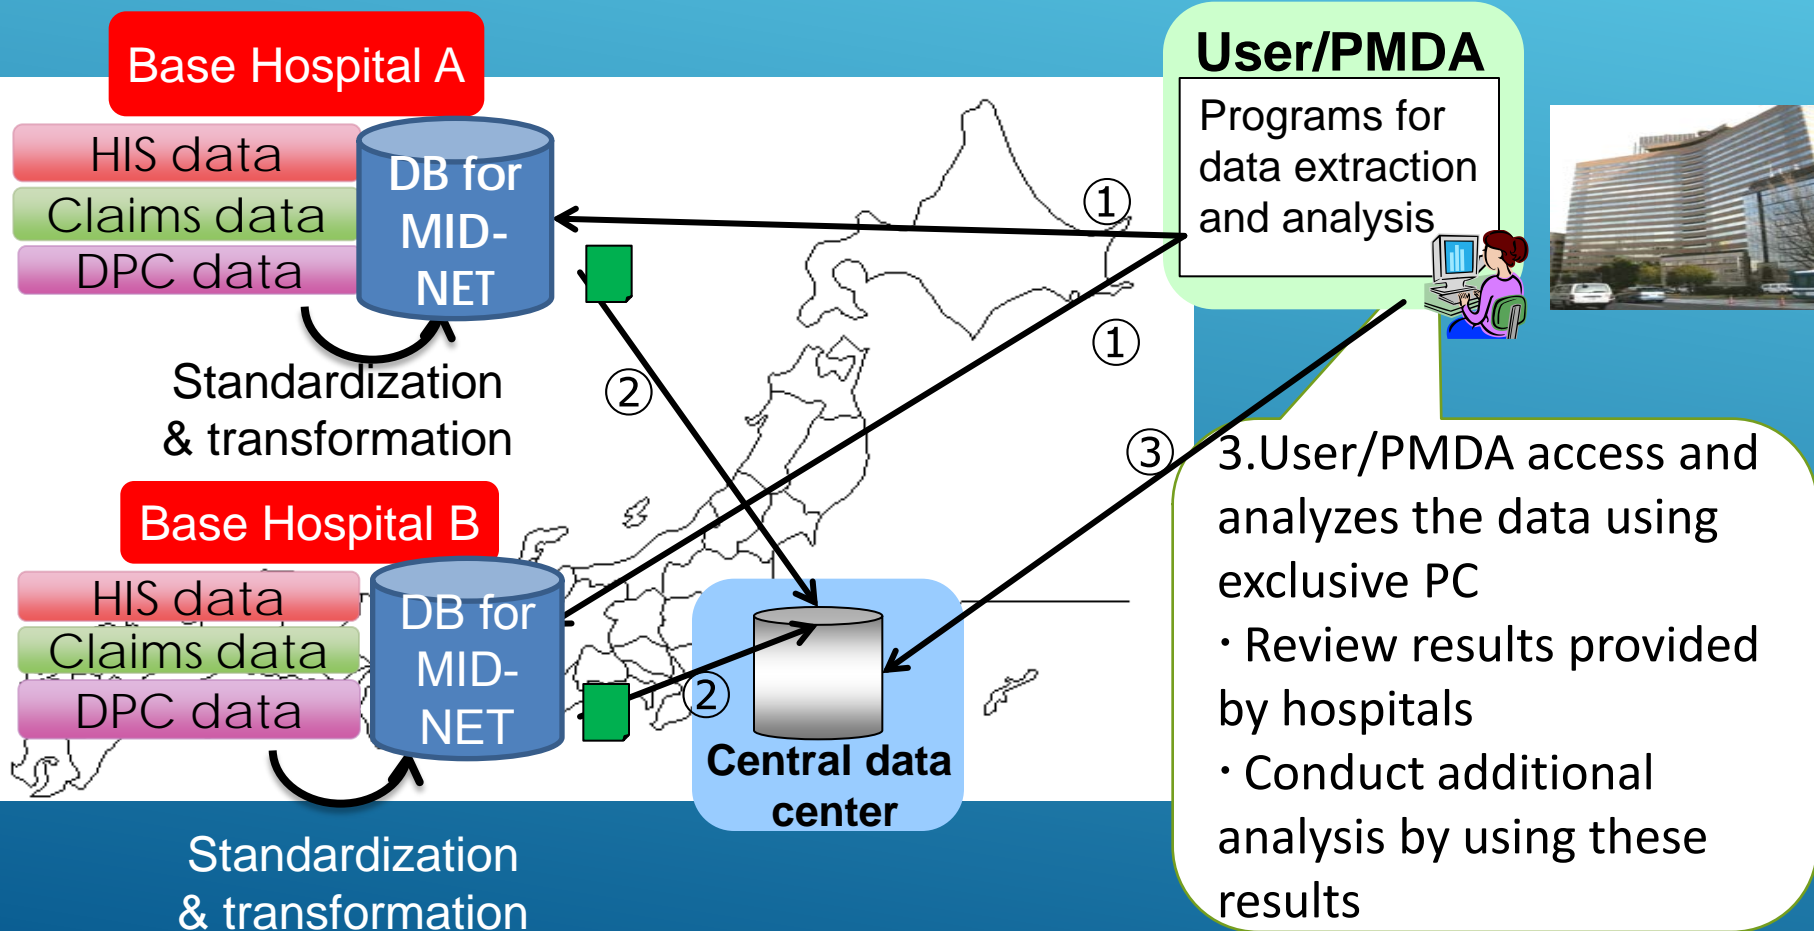 Base Hospital A
HIS data
Claims data
DPC data
DB for
MID-
NET
Standardization
& transformation
Base Hospital B
HIS data
Claims data
DPC data
DB for
MID-
NET
Standardization
& transformation
User/PMDA
Programs for
data extraction
and analysis
①
①
②
②
③
Central data
center
3.User/PMDA access and
analyzes the data using
exclusive PC
・Review results provided
by hospitals
・Conduct additional
analysis by using these
results